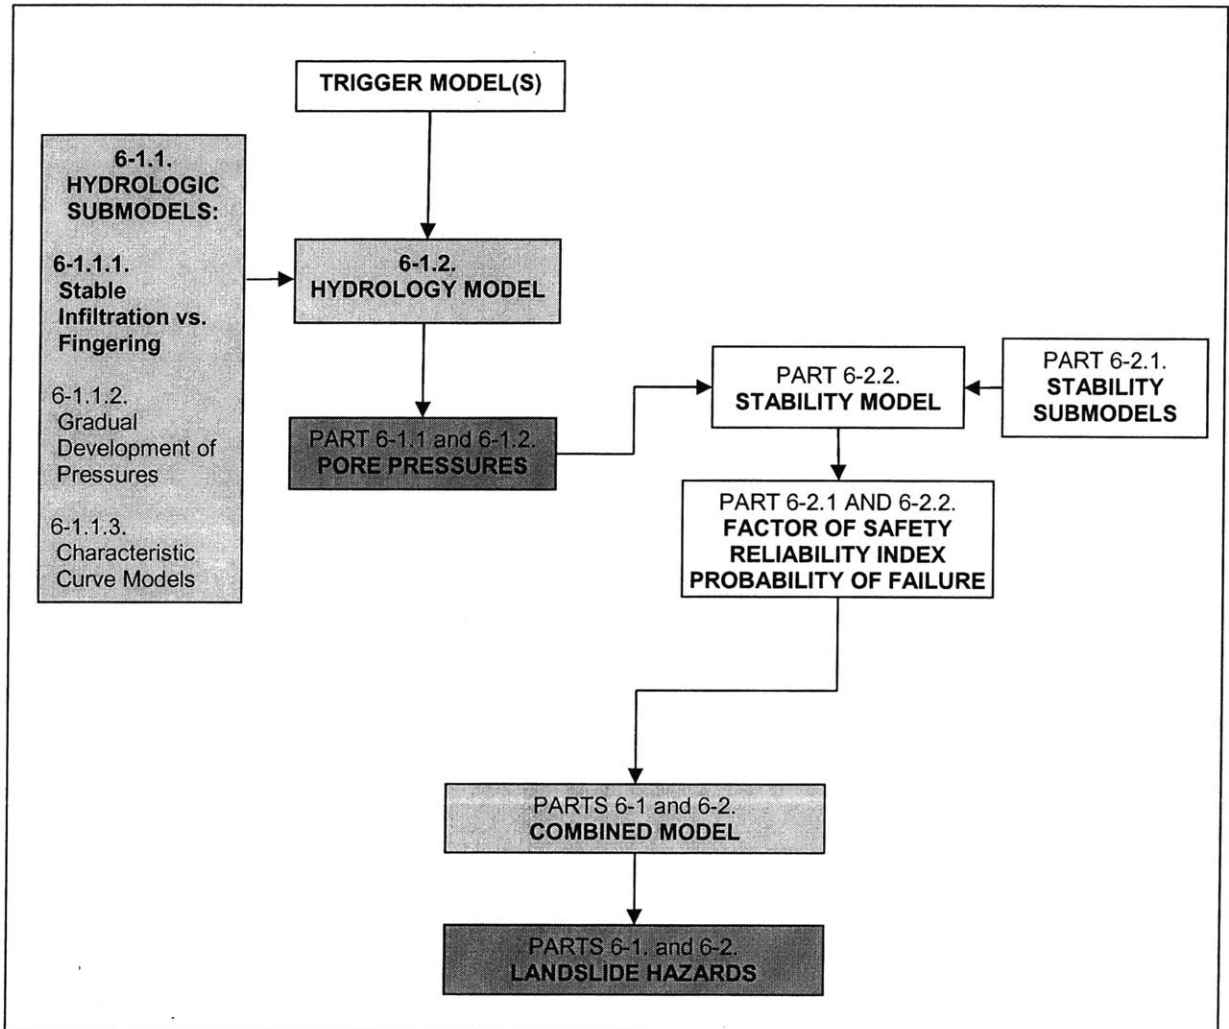 TRIGGER MODEL(S)
6-1.1.
HYDROLOGIC
SUBMODELS:
6-1.1.1.
Stable
Infiltration vs.
Fingering
6-1.1.2.
Gradual
Development of
Pressures
6-1.1.3.
Characteristic
Curve Models
6-1.2.
HYDROLOGY MODEL
PART 6-1.1 and 6-1.2.
PORE PRESSURES
PART 6-2.2.
STABILITY MODEL
PART 6-2.1.
STABILITY
SUBMODELS
PART 6-2.1 AND 6-2.2.
FACTOR OF SAFETY
RELIABILITY INDEX
PROBABILITY OF FAILURE
PARTS 6-1 and 6-2.
COMBINED MODEL
PARTS 6-1. and 6-2.
LANDSLIDE HAZARDS